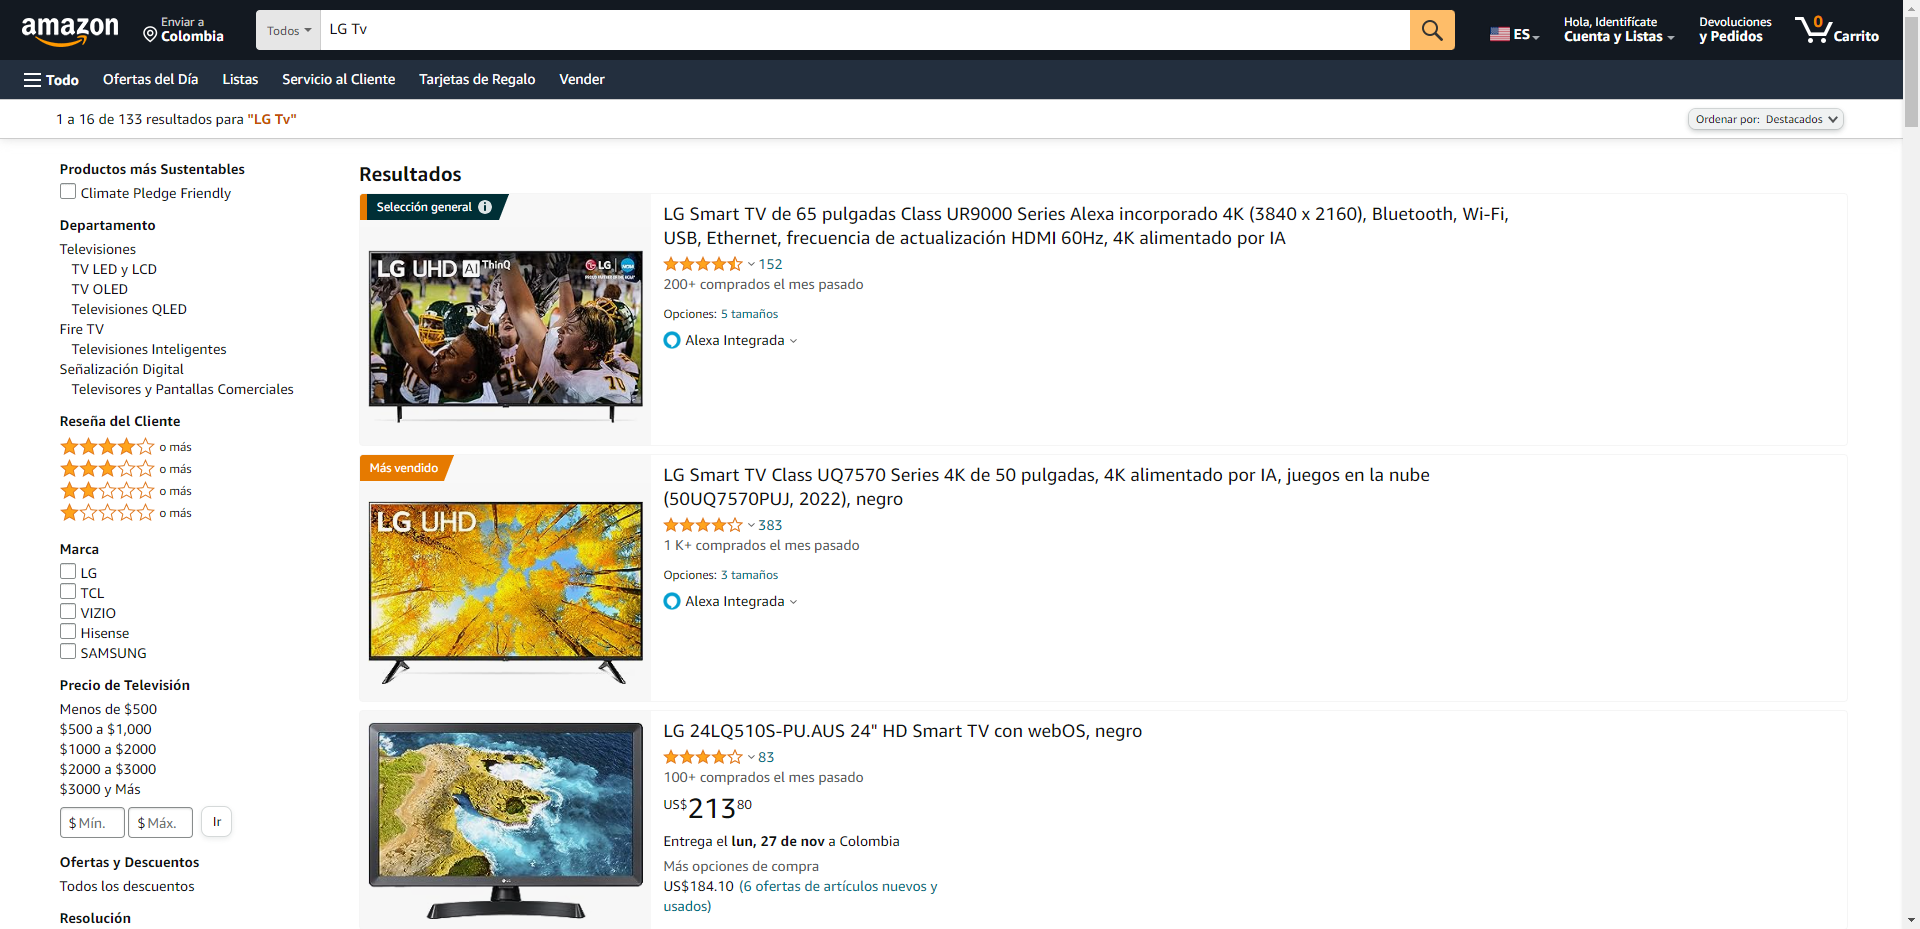 amazon
Enviar a
Colombia
Todos
LG Tv
ES
Hola, Identifícate
Cuenta y Listas
Devoluciones
y Pedidos
0
Carrito
Todo
Ofertas del Día
Listas
Servicio al Cliente
Tarjetas de Regalo
Vender
1 a 16 de 133 resultados para "LG Tv"
Ordenar por: Destacados
Productos más Sustentables
Climate Pledge Friendly
Departamento
Televisiones
TV LED y LCD
TV OLED
Televisiones QLED
Fire TV
Televisiones Inteligentes
Señalización Digital
Televisores y Pantallas Comerciales
Reseña del Cliente
o más
o más
o más
o más
Marca
LG
TCL
VIZIO
Hisense
SAMSUNG
Precio de Televisión
Menos de $500
$500 a $1,000
$1000 a $2000
$2000 a $3000
$3000 y Más
$ Mín.
$ Máx.
Ir
Ofertas y Descuentos
Todos los descuentos
Resolución
Resultados
Selección general
LG UHD AI ThinQ
LG
70
LG Smart TV de 65 pulgadas Class UR9000 Series Alexa incorporado 4K (3840 x 2160), Bluetooth, Wi-Fi,
USB, Ethernet, frecuencia de actualización HDMI 60Hz, 4K alimentado por IA
152
200+ comprados el mes pasado
Opciones: 5 tamaños
Alexa Integrada
Más vendido
LG UHD
LG Smart TV Class UQ7570 Series 4K de 50 pulgadas, 4K alimentado por IA, juegos en la nube
(50UQ7570PUJ, 2022), negro
383
1 K+ comprados el mes pasado
Opciones: 3 tamaños
Alexa Integrada
LG 24LQ510S-PU.AUS 24" HD Smart TV con webOS, negro
83
100+ comprados el mes pasado
US$213 80
Entrega el lun, 27 de nov a Colombia
Más opciones de compra
US$184.10 (6 ofertas de artículos nuevos y
usados)